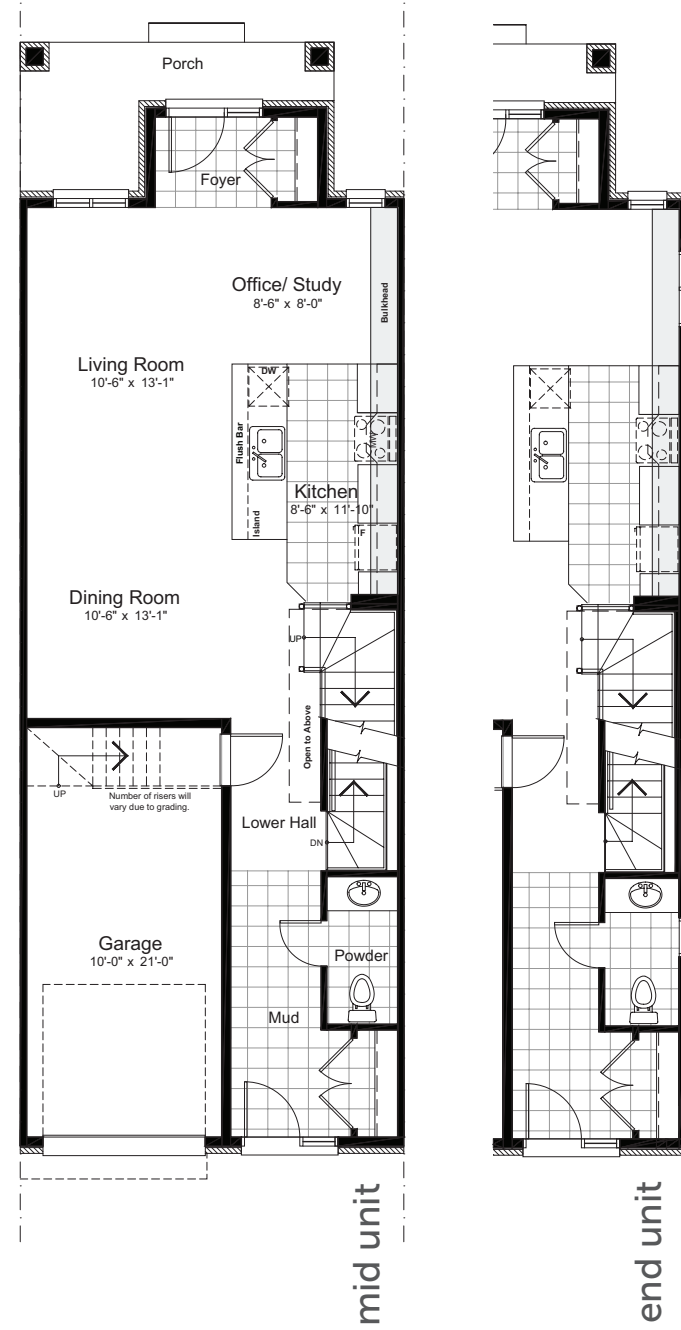 Porch
Foyer
Office/ Study
8'-6" x 8'-0"
Bulkhead
Living Room
10'-6" x 13'-1"
DW
Flush Bar
MW
Kitchen
8'-6" x 11'-10"
Island
F
Dining Room
10'-6" x 13'-1"
UP
Open to Above
UP
Number of risers will
vary due to grading.
Lower Hall
DN
Garage
10'-0" x 21'-0"
Powder
Mud
mid unit
end unit